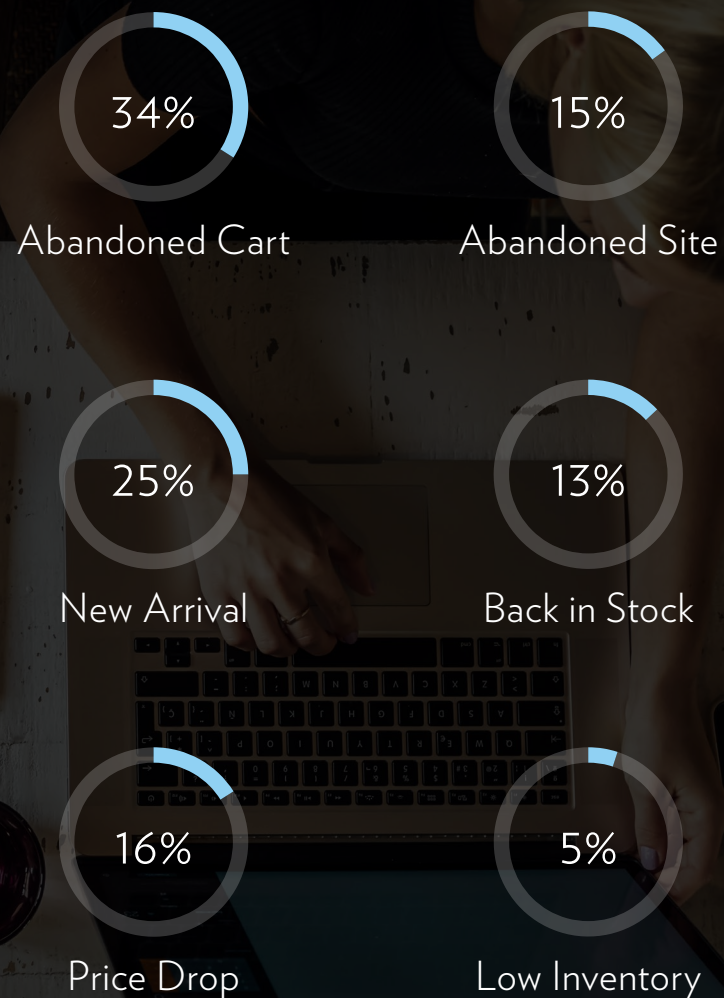 34%
15%
Abandoned Cart
Abandoned Site
25%
13%
New Arrival
Back in Stock
16%
5%
Price Drop
Low Inventory